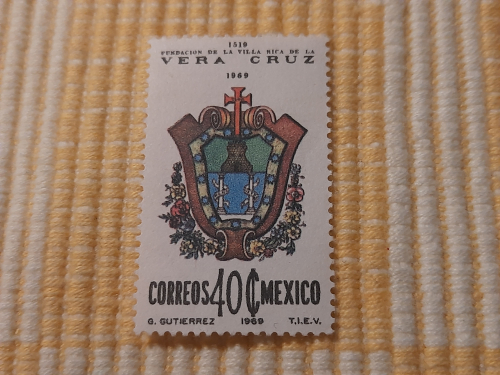 1519
FUNDACION DE LA VILLA RICA DE LA
VERA CRUZ
1969
CORREOS 40¢ MEXICO
G. GUTIERREZ 1969 T.I.E.V.